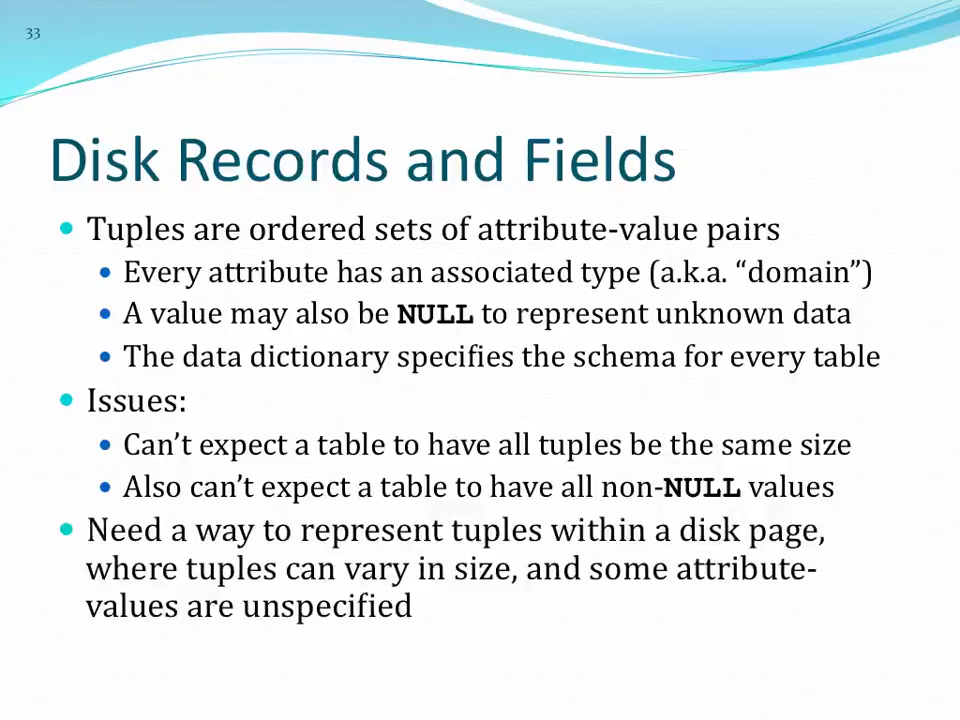 33
Disk Records and Fields
• Tuples are ordered sets of attribute-value pairs
• Every attribute has an associated type (a.k.a. “domain”)
• A value may also be NULL to represent unknown data
• The data dictionary specifies the schema for every table
• Issues:
• Can’t expect a table to have all tuples be the same size
• Also can’t expect a table to have all non-NULL values
• Need a way to represent tuples within a disk page,
where tuples can vary in size, and some attribute-
values are unspecified